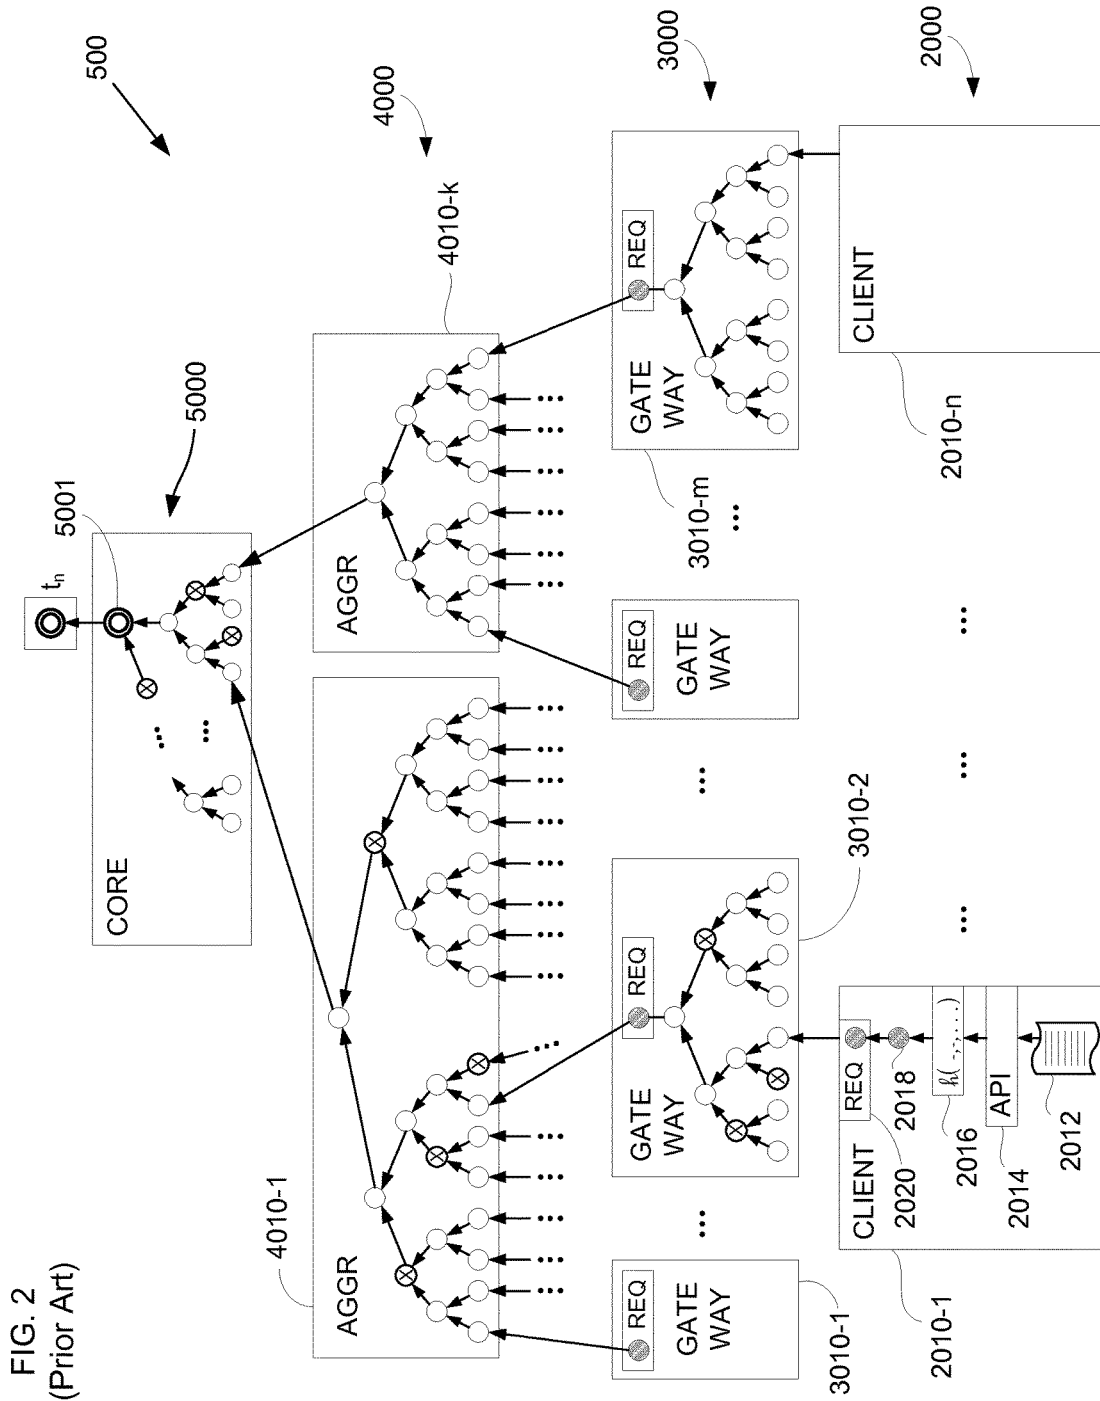 FIG. 2
(Prior Art)
500
5000
5001
t_n
CORE
4000
4010-1
4010-k
AGGR
AGGR
...
3000
REQ
GATE
WAY
3010-1
...
REQ
GATE
WAY
3010-2
...
REQ
GATE
WAY
...
REQ
GATE
WAY
3010-m
2000
CLIENT
REQ
2020
2018
h( -,-,...)
2016
API
2014
2012
2010-1
...
...
...
CLIENT
2010-n